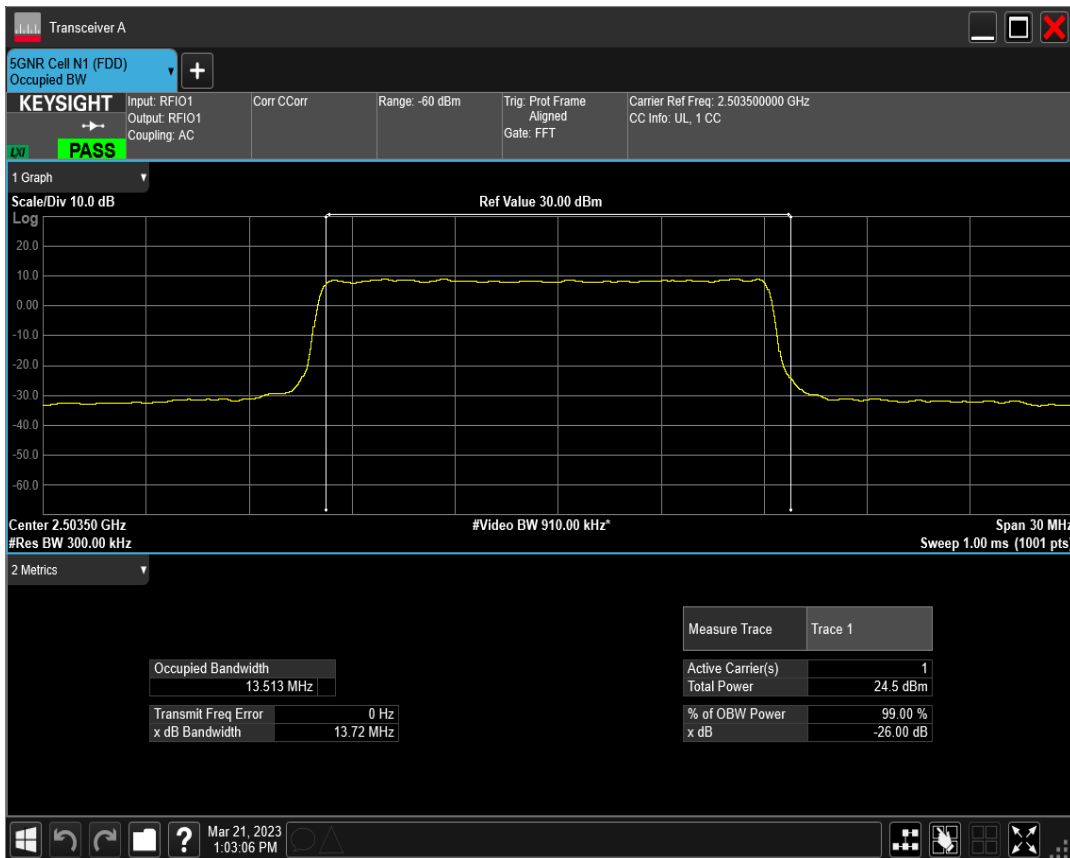 Transceiver A
5GNR Cell N1 (FDD)
Occupied BW
+
KEYSIGHT
LXI
PASS
Input: RFIO1
Output: RFIO1
Coupling: AC
Corr CCorr
Range: -60 dBm
Trig: Prot Frame
Aligned
Gate: FFT
Carrier Ref Freq: 2.503500000 GHz
CC Info: UL, 1 CC
1 Graph
Scale/Div 10.0 dB
Ref Value 30.00 dBm
Log
20.0
10.0
0.00
-10.0
-20.0
-30.0
-40.0
-50.0
-60.0
Center 2.50350 GHz
#Video BW 910.00 kHz*
Span 30 MHz
#Res BW 300.00 kHz
Sweep 1.00 ms (1001 pts)
2 Metrics
Measure Trace Trace 1
Occupied Bandwidth
13.513 MHz
Active Carrier(s) 1
Total Power 24.5 dBm
Transmit Freq Error 0 Hz
x dB Bandwidth 13.72 MHz
% of OBW Power 99.00 %
x dB -26.00 dB
?
Mar 21, 2023
1:03:06 PM